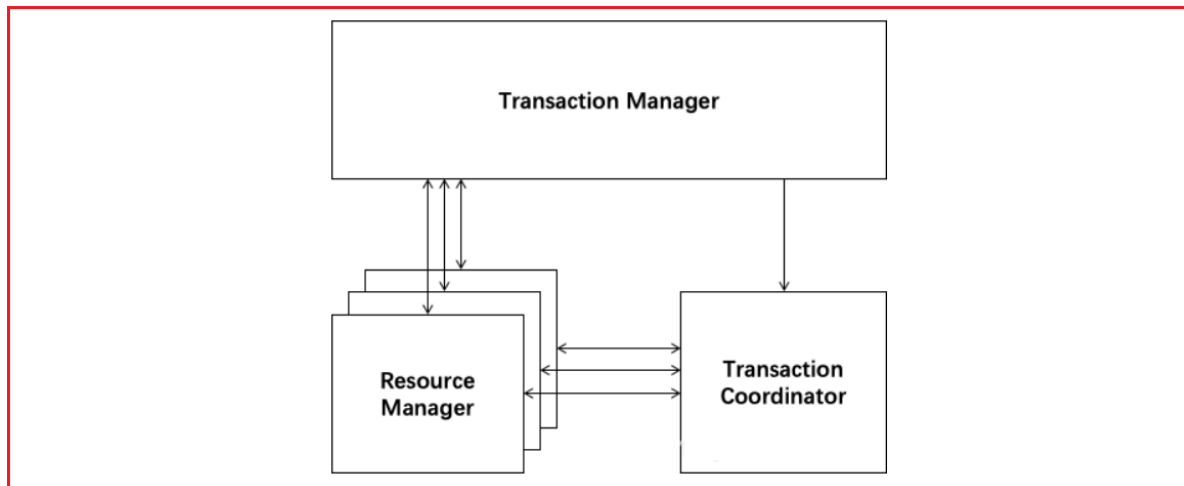 Transaction Manager
Resource
Manager
Transaction
Coordinator